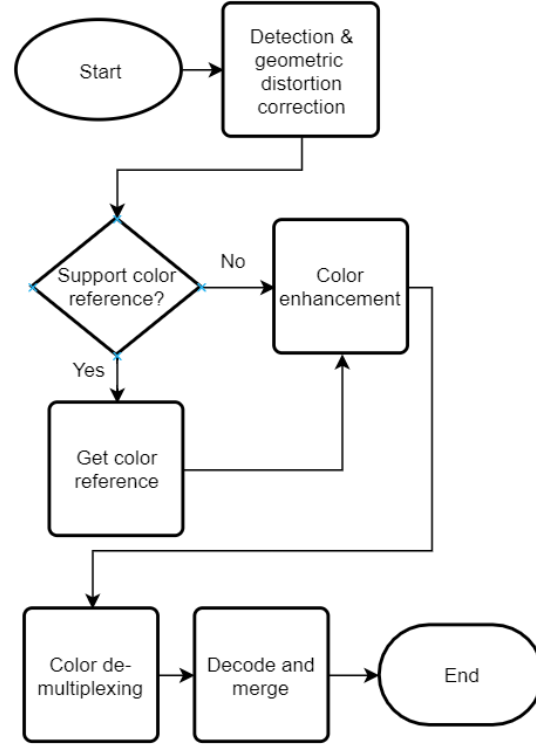 Start
Detection &
geometric
distortion
correction
Support color
reference?
No
Color
enhancement
Yes
Get color
reference
Color de-
multiplexing
Decode and
merge
End